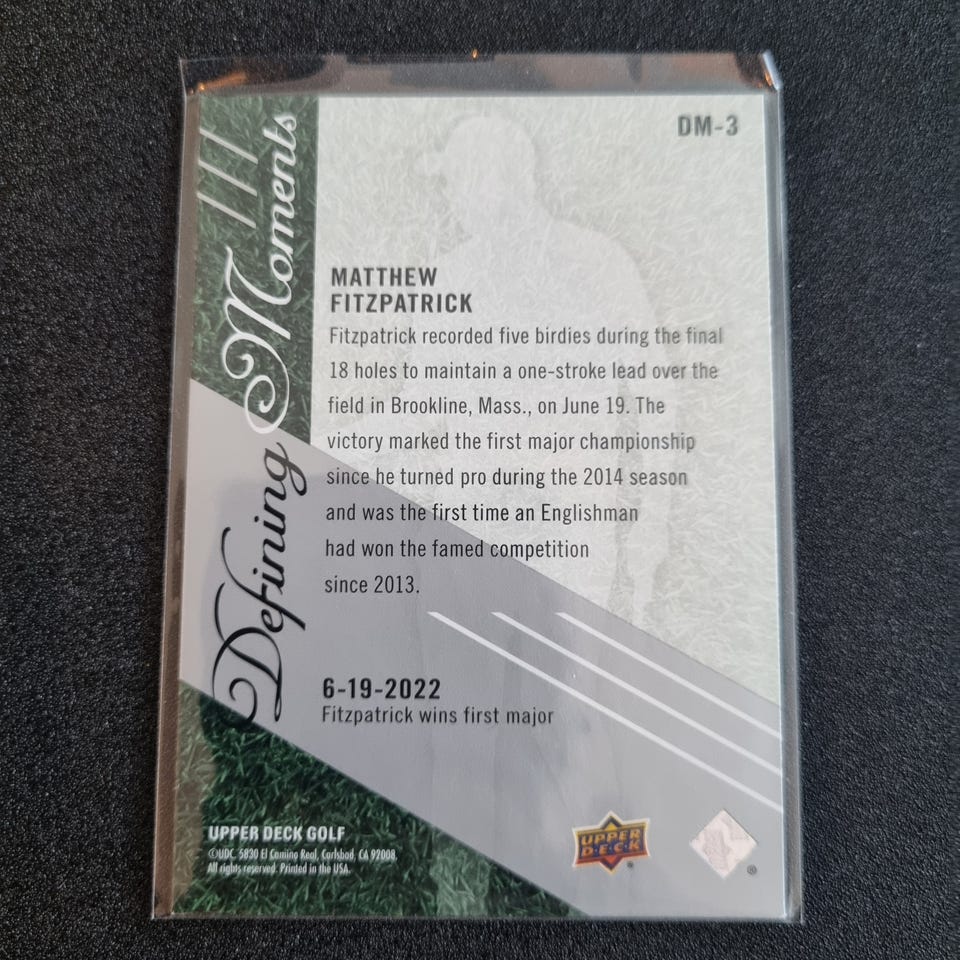 DM-3
Defining Moments
MATTHEW
FITZPATRICK
Fitzpatrick recorded five birdies during the final
18 holes to maintain a one-stroke lead over the
field in Brookline, Mass., on June 19. The
victory marked the first major championship
since he turned pro during the 2014 season
and was the first time an Englishman
had won the famed competition
since 2013.
6-19-2022
Fitzpatrick wins first major
UPPER DECK GOLF
©UDC. 5830 El Camino Real, Carlsbad, CA 92008.
All rights reserved. Printed in the USA.
UPPER
DECK
®
®